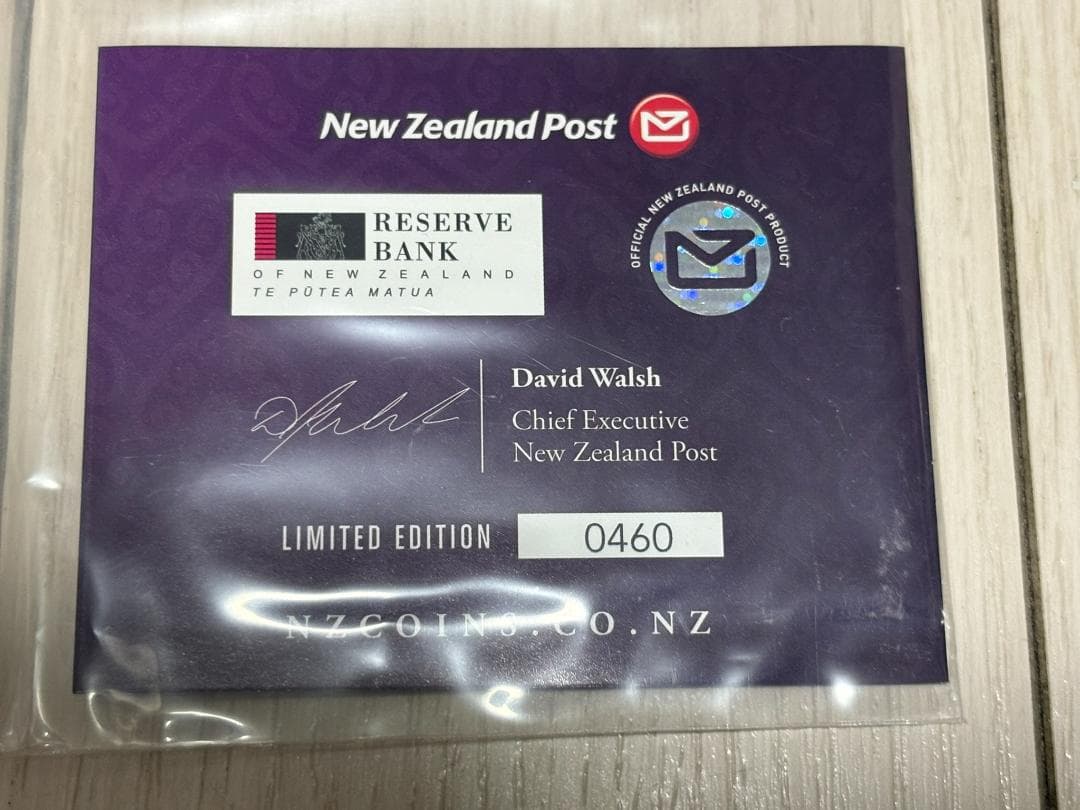 New Zealand Post
RESERVE
BANK
OF NEW ZEALAND
TE PŪTEA MATUA
OFFICIAL NEW ZEALAND POST PRODUCT
David Walsh
Chief Executive
New Zealand Post
LIMITED EDITION 0460
NZCOINS.CO.NZ